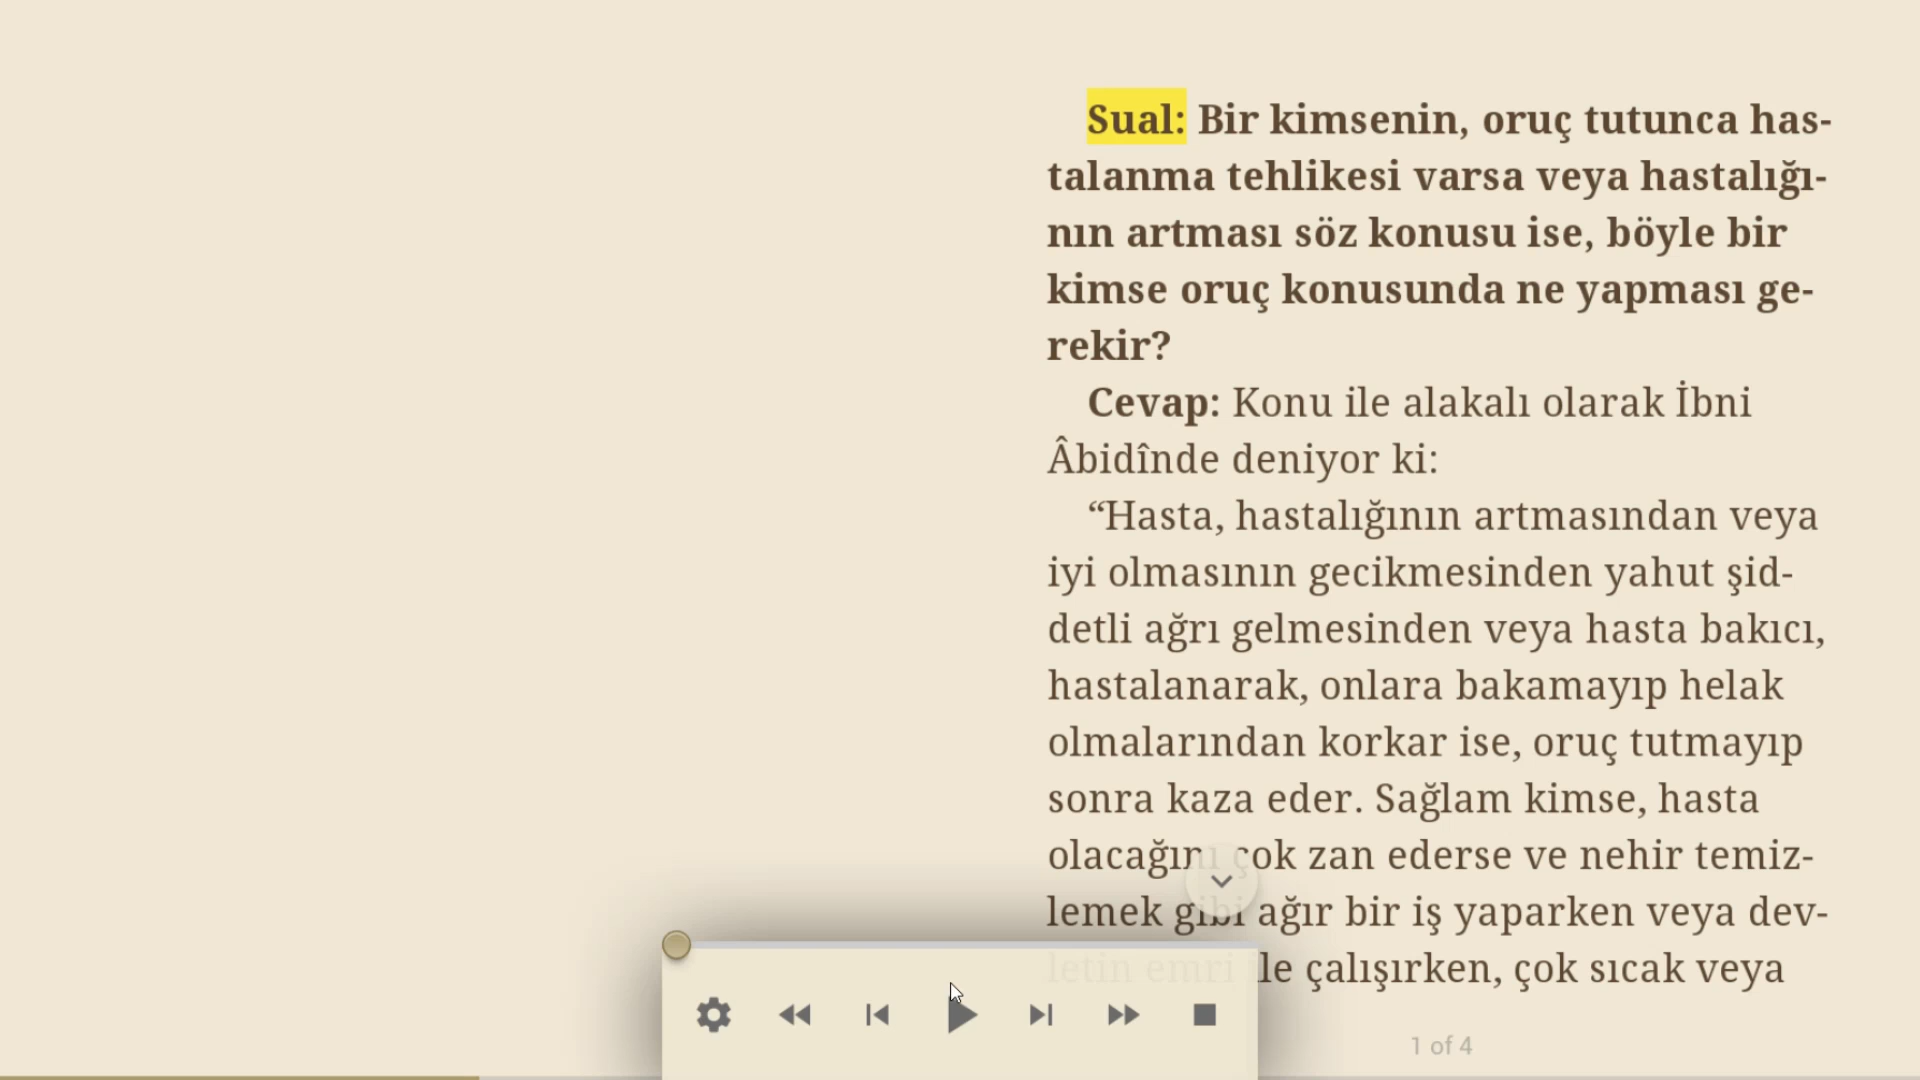 Sual: Bir kimsenin, oruç tutunca has-
talanma tehlikesi varsa veya hastalığı-
nın artması söz konusu ise, böyle bir
kimse oruç konusunda ne yapması ge-
rekir?
Cevap: Konu ile alakalı olarak İbni
Âbidînde deniyor ki:
“Hasta, hastalığının artmasından veya
iyi olmasının gecikmesinden yahut şid-
detli ağrı gelmesinden veya hasta bakıcı,
hastalanarak, onlara bakamayıp helak
olmalarından korkar ise, oruç tutmayıp
sonra kaza eder. Sağlam kimse, hasta
olacağını çok zan ederse ve nehir temiz-
lemek gibi ağır bir iş yaparken veya dev-
letin emri ile çalışırken, çok sıcak veya
1 of 4